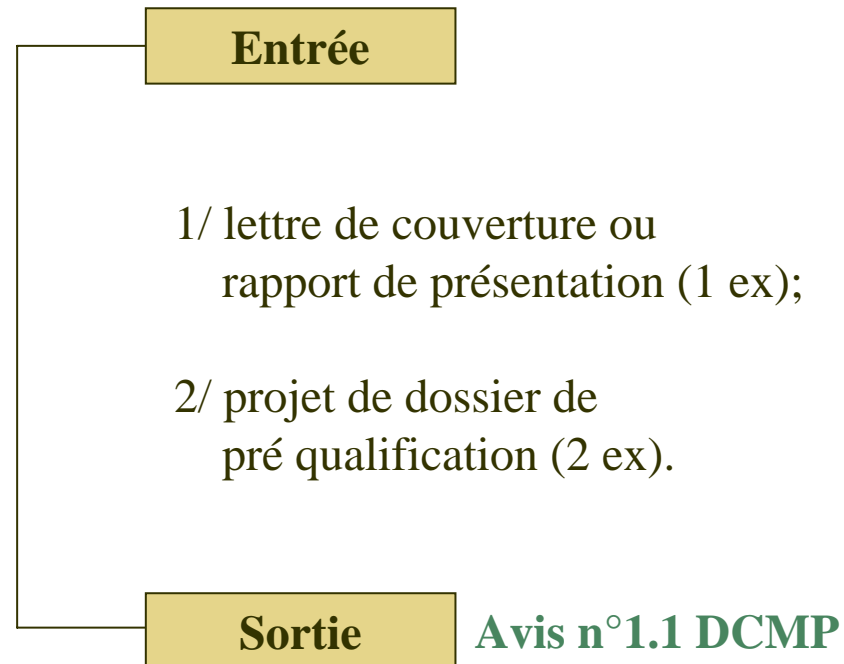 Entrée
1/ lettre de couverture ou
rapport de présentation (1 ex);
2/ projet de dossier de
pré qualification (2 ex).
Sortie Avis n°1.1 DCMP